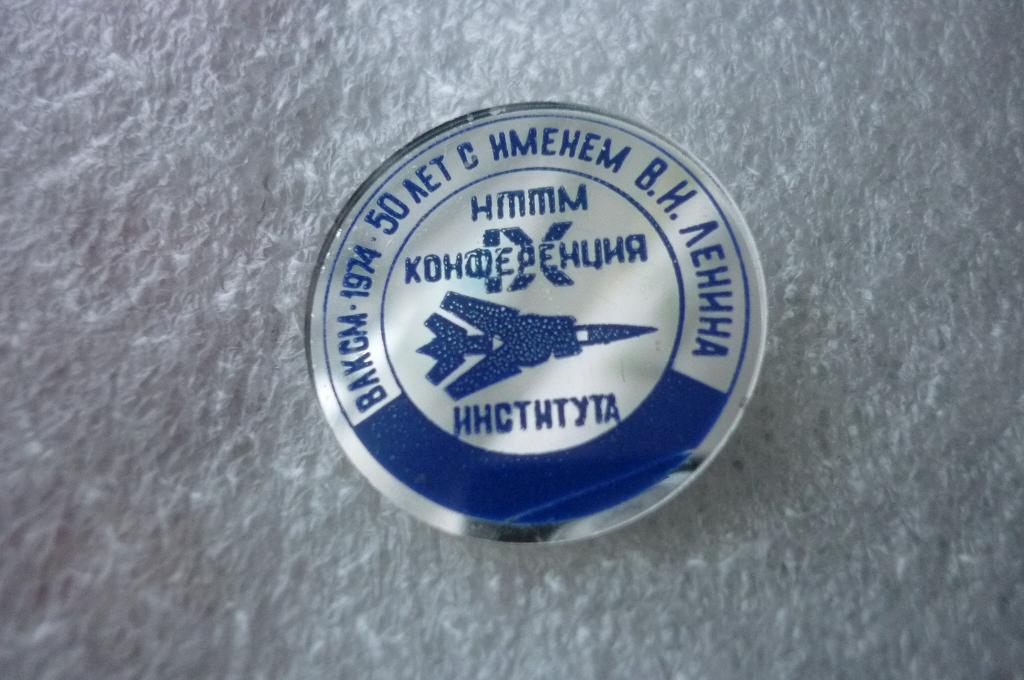 ВЛКСМ · 1974 · 50 ЛЕТ С ИМЕНЕМ В.И. ЛЕНИНА
НТТМ
IX
КОНФЕРЕНЦИЯ
ИНСТИТУТА